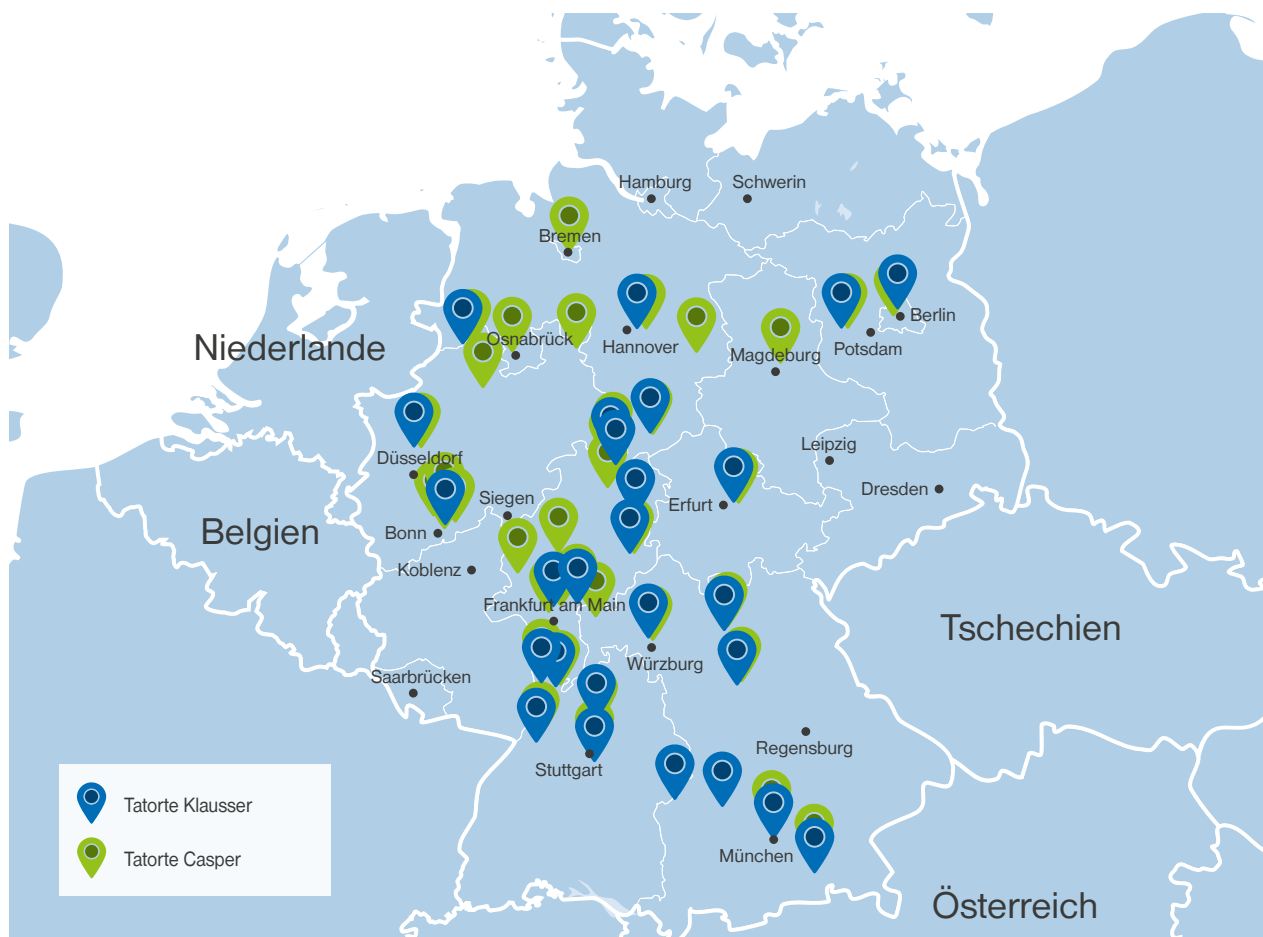 Hamburg
Schwerin
Bremen
Niederlande
Osnabrück
Hannover
Magdeburg
Potsdam
Berlin
Düsseldorf
Leipzig
Siegen
Erfurt
Dresden
Belgien
Bonn
Koblenz
Frankfurt am Main
Tschechien
Würzburg
Saarbrücken
Regensburg
Stuttgart
Tatorte Klausser
Tatorte Casper
München
Österreich